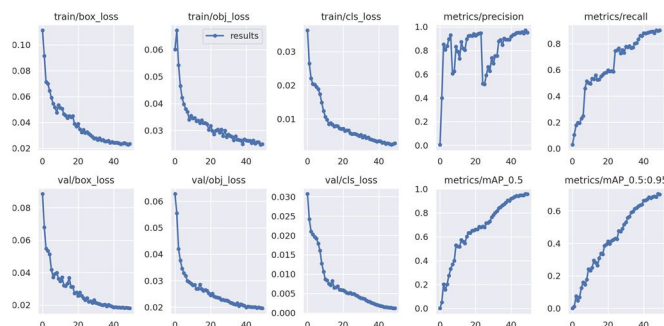 train/box_loss
train/obj_loss
train/cls_loss
metrics/precision
metrics/recall
results
0.10
0.08
0.06
0.04
0.02
0.06
0.05
0.04
0.03
0.03
0.02
0.01
1.0
0.8
0.6
0.4
0.2
0.0
0.8
0.6
0.4
0.2
0.0
0 20 40
0 20 40
0 20 40
0 20 40
0 20 40
val/box_loss
val/obj_loss
val/cls_loss
metrics/mAP_0.5
metrics/mAP_0.5:0.95
0.08
0.06
0.04
0.02
0.06
0.05
0.04
0.03
0.02
0.030
0.025
0.020
0.015
0.010
0.005
0.000
1.0
0.8
0.6
0.4
0.2
0.0
0.6
0.4
0.2
0.0
0 20 40
0 20 40
0 20 40
0 20 40
0 20 40